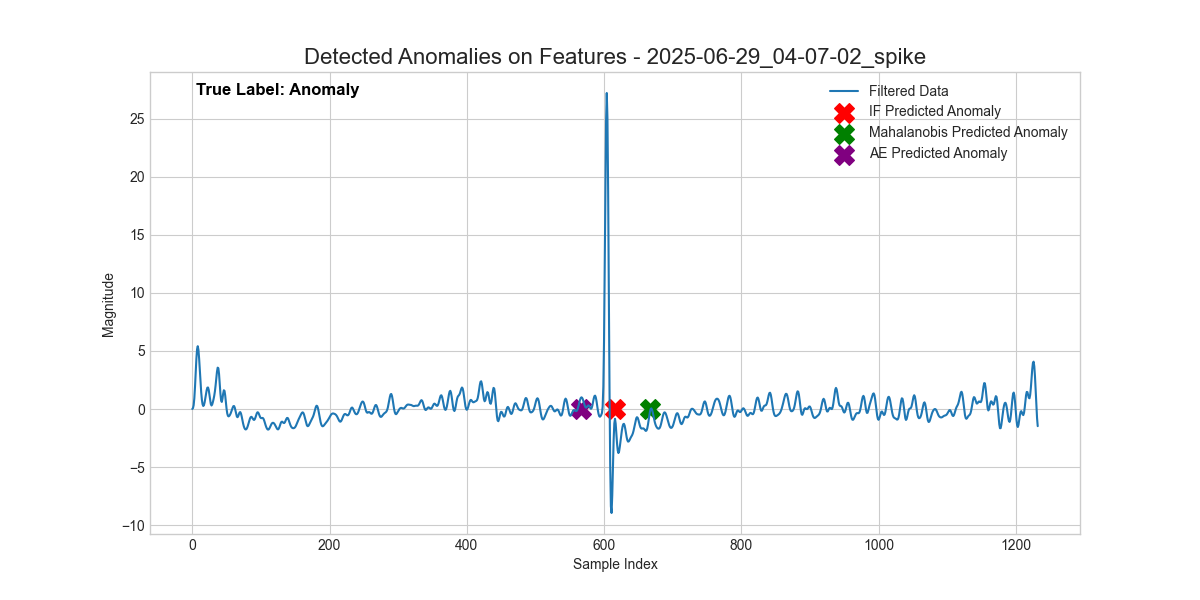 Detected Anomalies on Features - 2025-06-29_04-07-02_spike
True Label: Anomaly
Filtered Data
IF Predicted Anomaly
Mahalanobis Predicted Anomaly
AE Predicted Anomaly
Magnitude
25
20
15
10
5
0
−5
−10
0 200 400 600 800 1000 1200
Sample Index